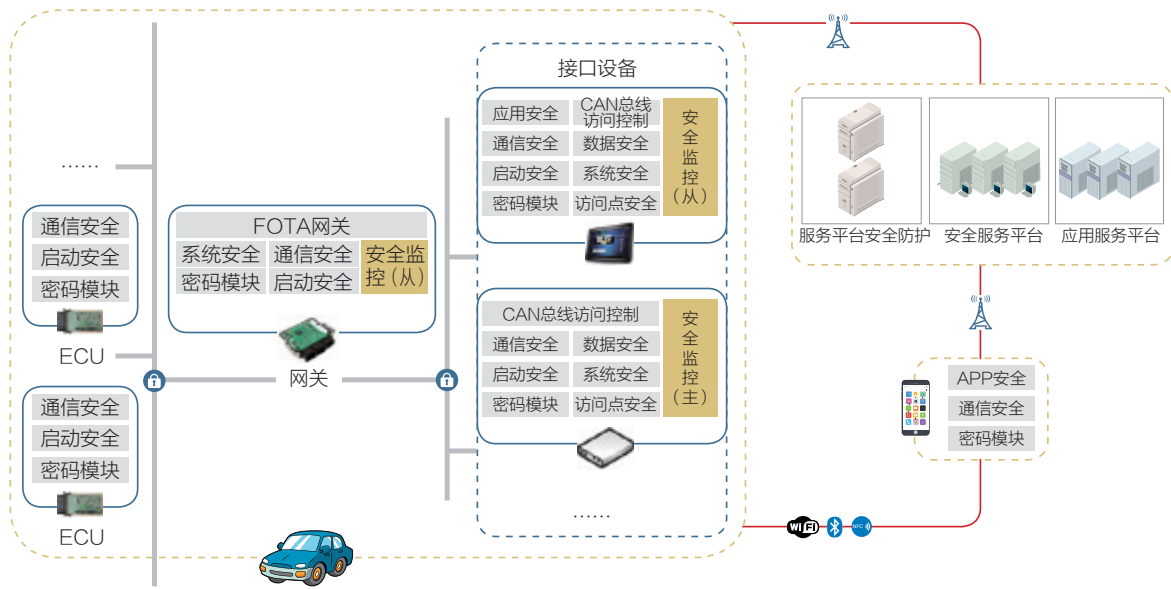 ……
通信安全
启动安全
密码模块
ECU
通信安全
启动安全
密码模块
ECU
FOTA网关
系统安全
通信安全
密码模块
启动安全
安全监
控（从）
网关
接口设备
应用安全
CAN总线
访问控制
通信安全
数据安全
启动安全
系统安全
密码模块
访问点安全
安
全
监
控
（从）
CAN总线访问控制
通信安全
数据安全
启动安全
系统安全
密码模块
访问点安全
安
全
监
控
（主）
……
服务平台安全防护
安全服务平台
应用服务平台
APP安全
通信安全
密码模块
WiFi
NFC